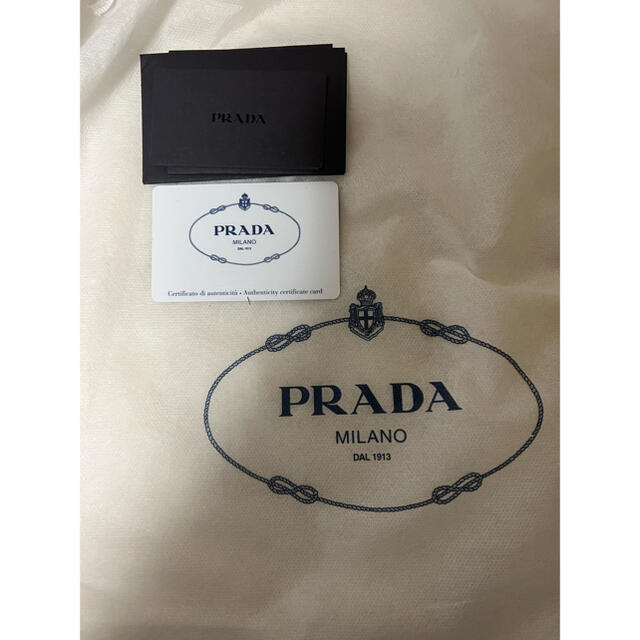 PRADA
PRADA
MILANO
DAL 1913
Certificato di autenticità - Authenticity certificate card
PRADA
MILANO
DAL 1913